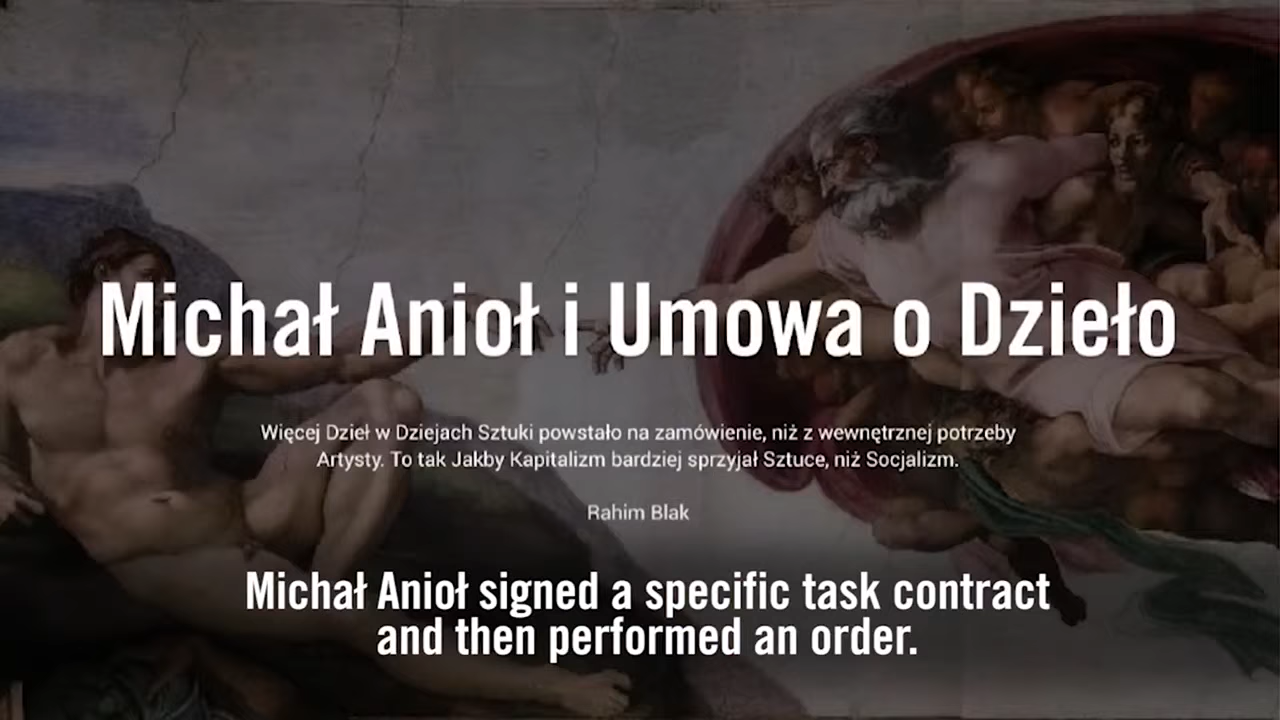 Michał Anioł i Umowa o Dzieło
Więcej Dzieł w Dziejach Sztuki powstało na zamówienie, niż z wewnętrznej potrzeby
Artysty. To tak Jakby Kapitalizm bardziej sprzyjał Sztuce, niż Socjalizm.
Rahim Blak
Michał Anioł signed a specific task contract
and then performed an order.